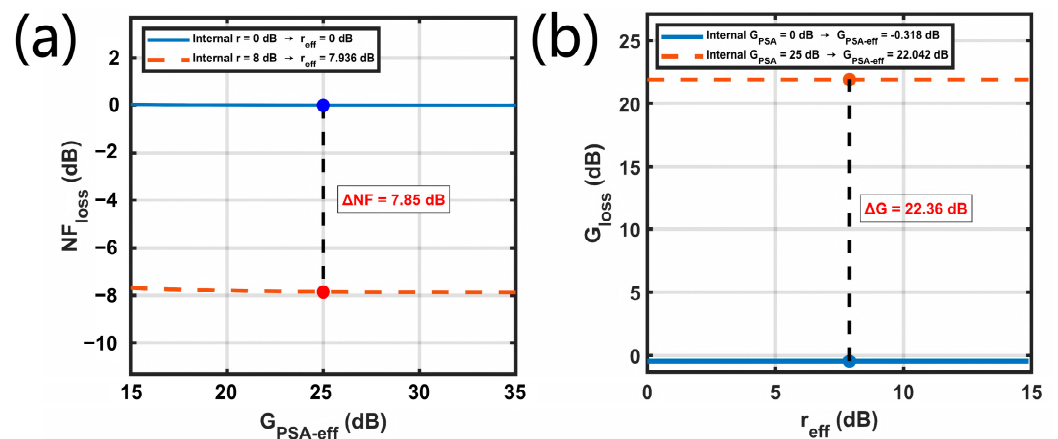 (a)
Internal r = 0 dB → r_eff = 0 dB
Internal r = 8 dB → r_eff = 7.936 dB
2
0
−2
−4
−6
−8
−10
NF_loss (dB)
ΔNF = 7.85 dB
15 20 25 30 35
G_PSA-eff (dB)
(b)
Internal G_PSA = 0 dB → G_PSA-eff = -0.318 dB
Internal G_PSA = 25 dB → G_PSA-eff = 22.042 dB
25
20
15
10
5
0
G_loss (dB)
ΔG = 22.36 dB
0 5 10 15
r_eff (dB)